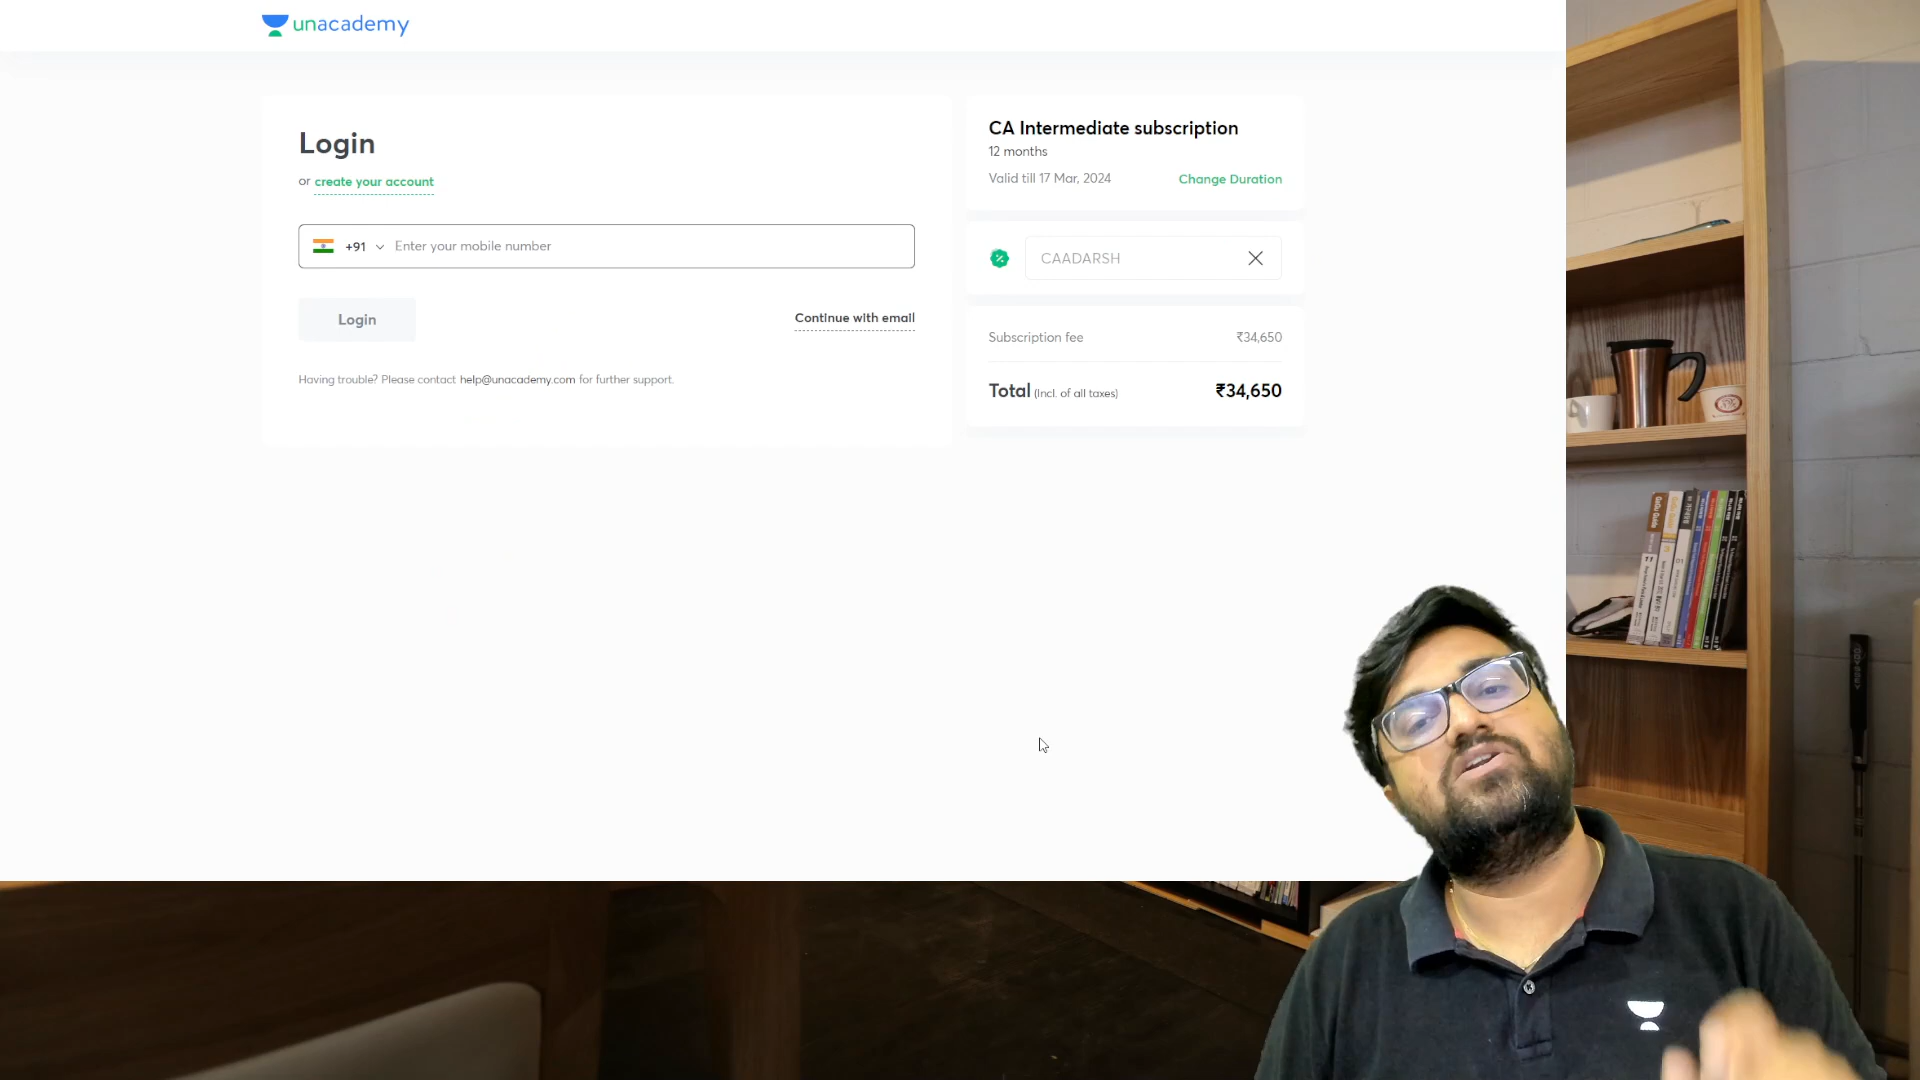 unacademy
Login
or create your account
+91 Enter your mobile number
Login
Continue with email
Having trouble? Please contact help@unacademy.com for further support.
CA Intermediate subscription
12 months
Valid till 17 Mar, 2024
Change Duration
CAADARSH
Subscription fee ₹34,650
Total (Incl. of all taxes) ₹34,650